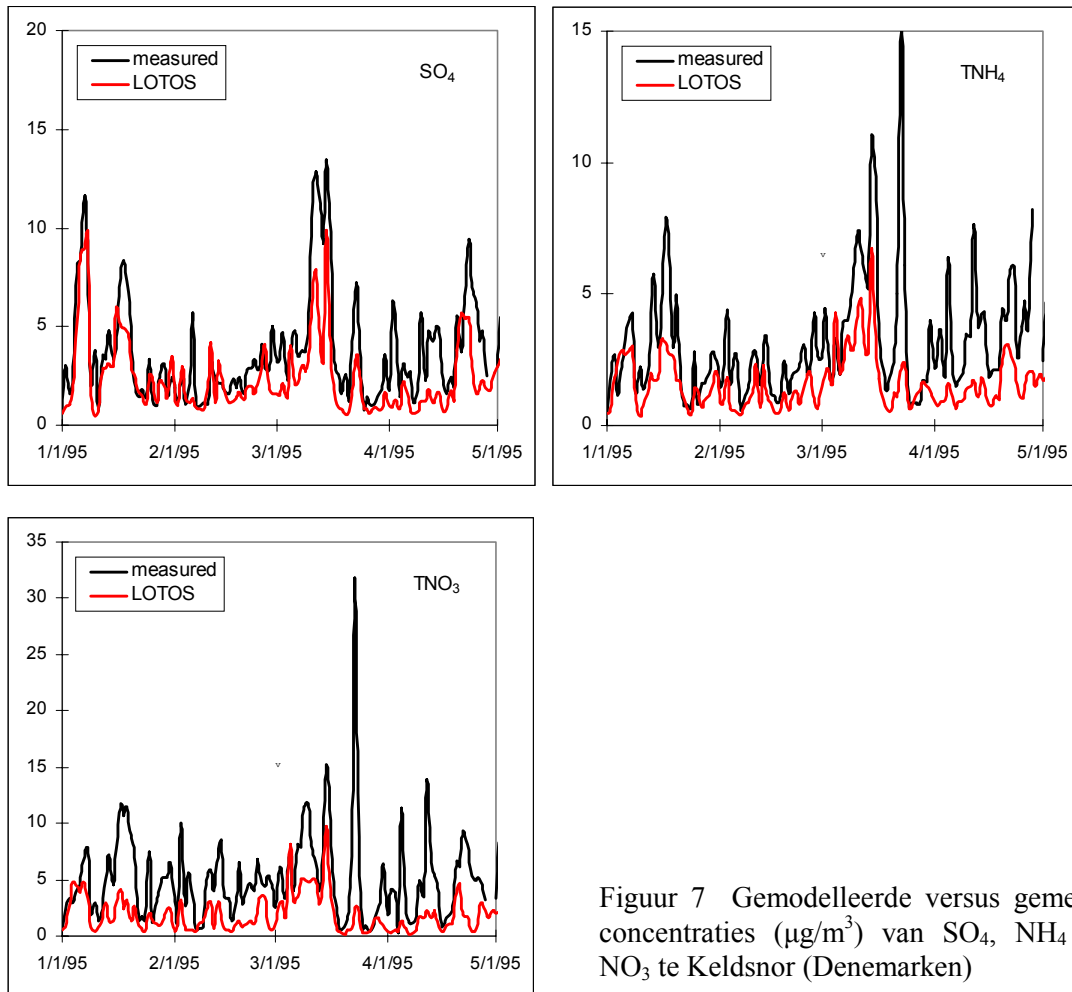 20
measured
LOTOS
SO₄
15
10
5
0
1/1/95 2/1/95 3/1/95 4/1/95 5/1/95
15
measured
LOTOS
TNH₄
10
5
0
1/1/95 2/1/95 3/1/95 4/1/95 5/1/95
35
measured
LOTOS
TNO₃
30
25
20
15
10
5
0
1/1/95 2/1/95 3/1/95 4/1/95 5/1/95
Figuur 7 Gemodelleerde versus geme
concentraties (µg/m³) van SO₄, NH₄
NO₃ te Keldsnor (Denemarken)